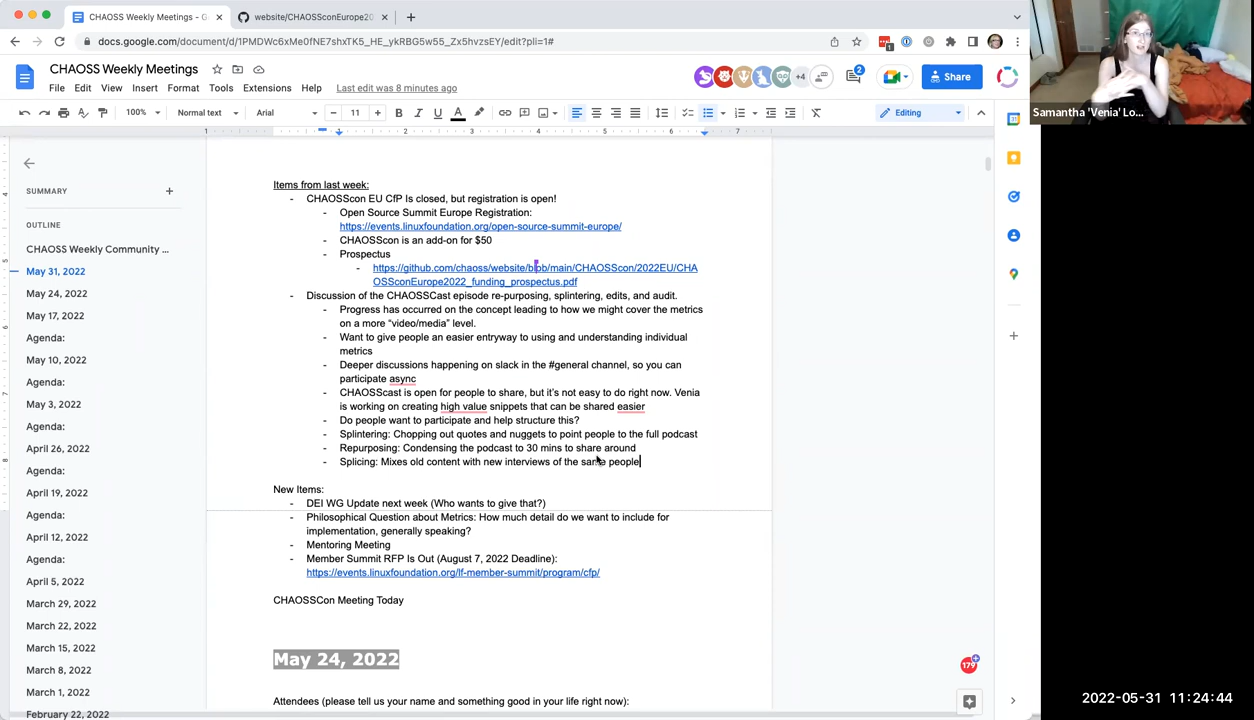 CHAOSS Weekly Meetings - G
website/CHAOSSconEurope20
docs.google.com/document/d/1PMDWc6xMe0fNE7shxTK5_HE_ykRBG5w55_Zx5hvzsEY/edit?pli=1#
CHAOSS Weekly Meetings
File Edit View Insert Format Tools Extensions Help Last edit was 8 minutes ago
+4
2
Share
100% Normal text Arial 11 Editing
1 1 2 3 4 5 6 7
SUMMARY
OUTLINE
CHAOSS Weekly Community ...
May 31, 2022
May 24, 2022
May 17, 2022
Agenda:
May 10, 2022
Agenda:
May 3, 2022
Agenda:
April 26, 2022
Agenda:
April 19, 2022
Agenda:
April 12, 2022
Agenda:
April 5, 2022
March 29, 2022
March 22, 2022
March 15, 2022
March 8, 2022
March 1, 2022
February 22, 2022
Items from last week:
- CHAOSScon EU CfP Is closed, but registration is open!
- Open Source Summit Europe Registration:
https://events.linuxfoundation.org/open-source-summit-europe/
- CHAOSScon is an add-on for $50
- Prospectus
- https://github.com/chaoss/website/blob/main/CHAOSScon/2022EU/CHA
OSSconEurope2022_funding_prospectus.pdf
- Discussion of the CHAOSSCast episode re-purposing, splintering, edits, and audit.
- Progress has occurred on the concept leading to how we might cover the metrics
on a more “video/media” level.
- Want to give people an easier entryway to using and understanding individual
metrics
- Deeper discussions happening on slack in the #general channel, so you can
participate async
- CHAOSScast is open for people to share, but it’s not easy to do right now. Venia
is working on creating high value snippets that can be shared easier
- Do people want to participate and help structure this?
- Splintering: Chopping out quotes and nuggets to point people to the full podcast
- Repurposing: Condensing the podcast to 30 mins to share around
- Splicing: Mixes old content with new interviews of the same people
New Items:
- DEI WG Update next week (Who wants to give that?)
- Philosophical Question about Metrics: How much detail do we want to include for
implementation, generally speaking?
- Mentoring Meeting
- Member Summit RFP Is Out (August 7, 2022 Deadline):
https://events.linuxfoundation.org/lf-member-summit/program/cfp/
CHAOSSCon Meeting Today
May 24, 2022
Attendees (please tell us your name and something good in your life right now):
179
Samantha 'Venia' Lo...
2022-05-31 11:24:44